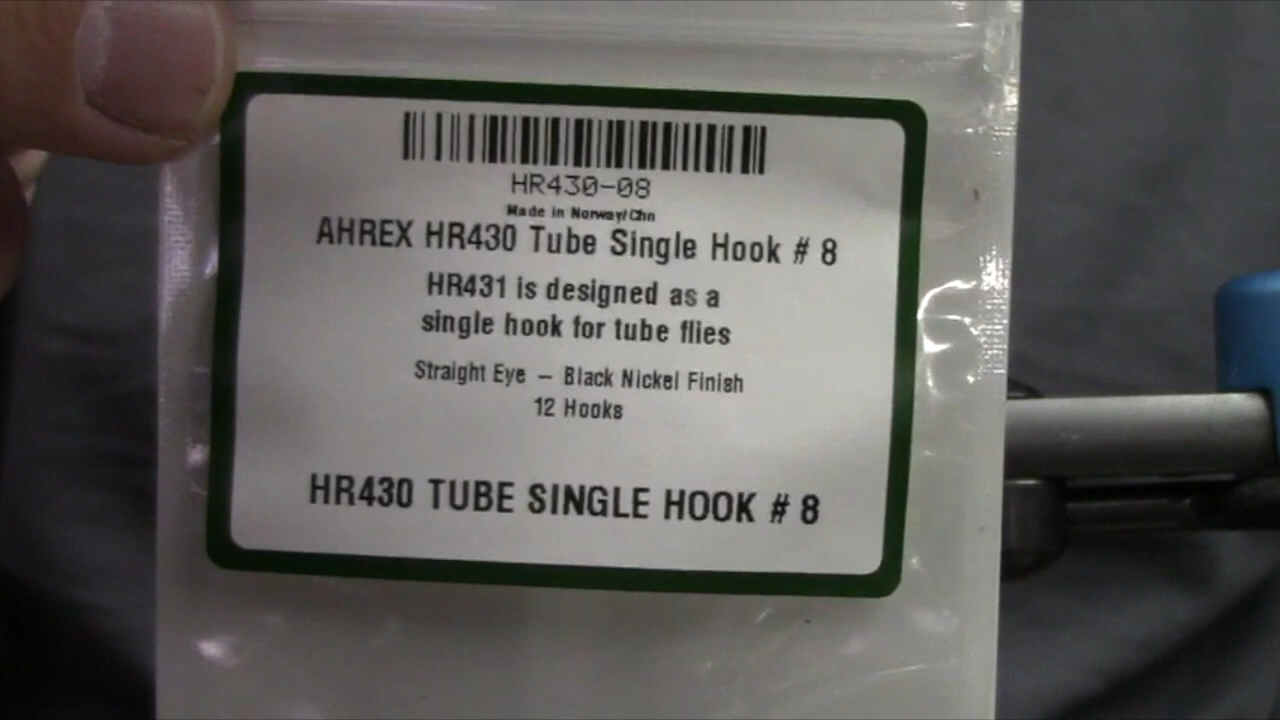 HR430-08
Made in Norway/Chn
AHREX HR430 Tube Single Hook # 8
HR431 is designed as a
single hook for tube flies
Straight Eye – Black Nickel Finish
12 Hooks
HR430 TUBE SINGLE HOOK # 8